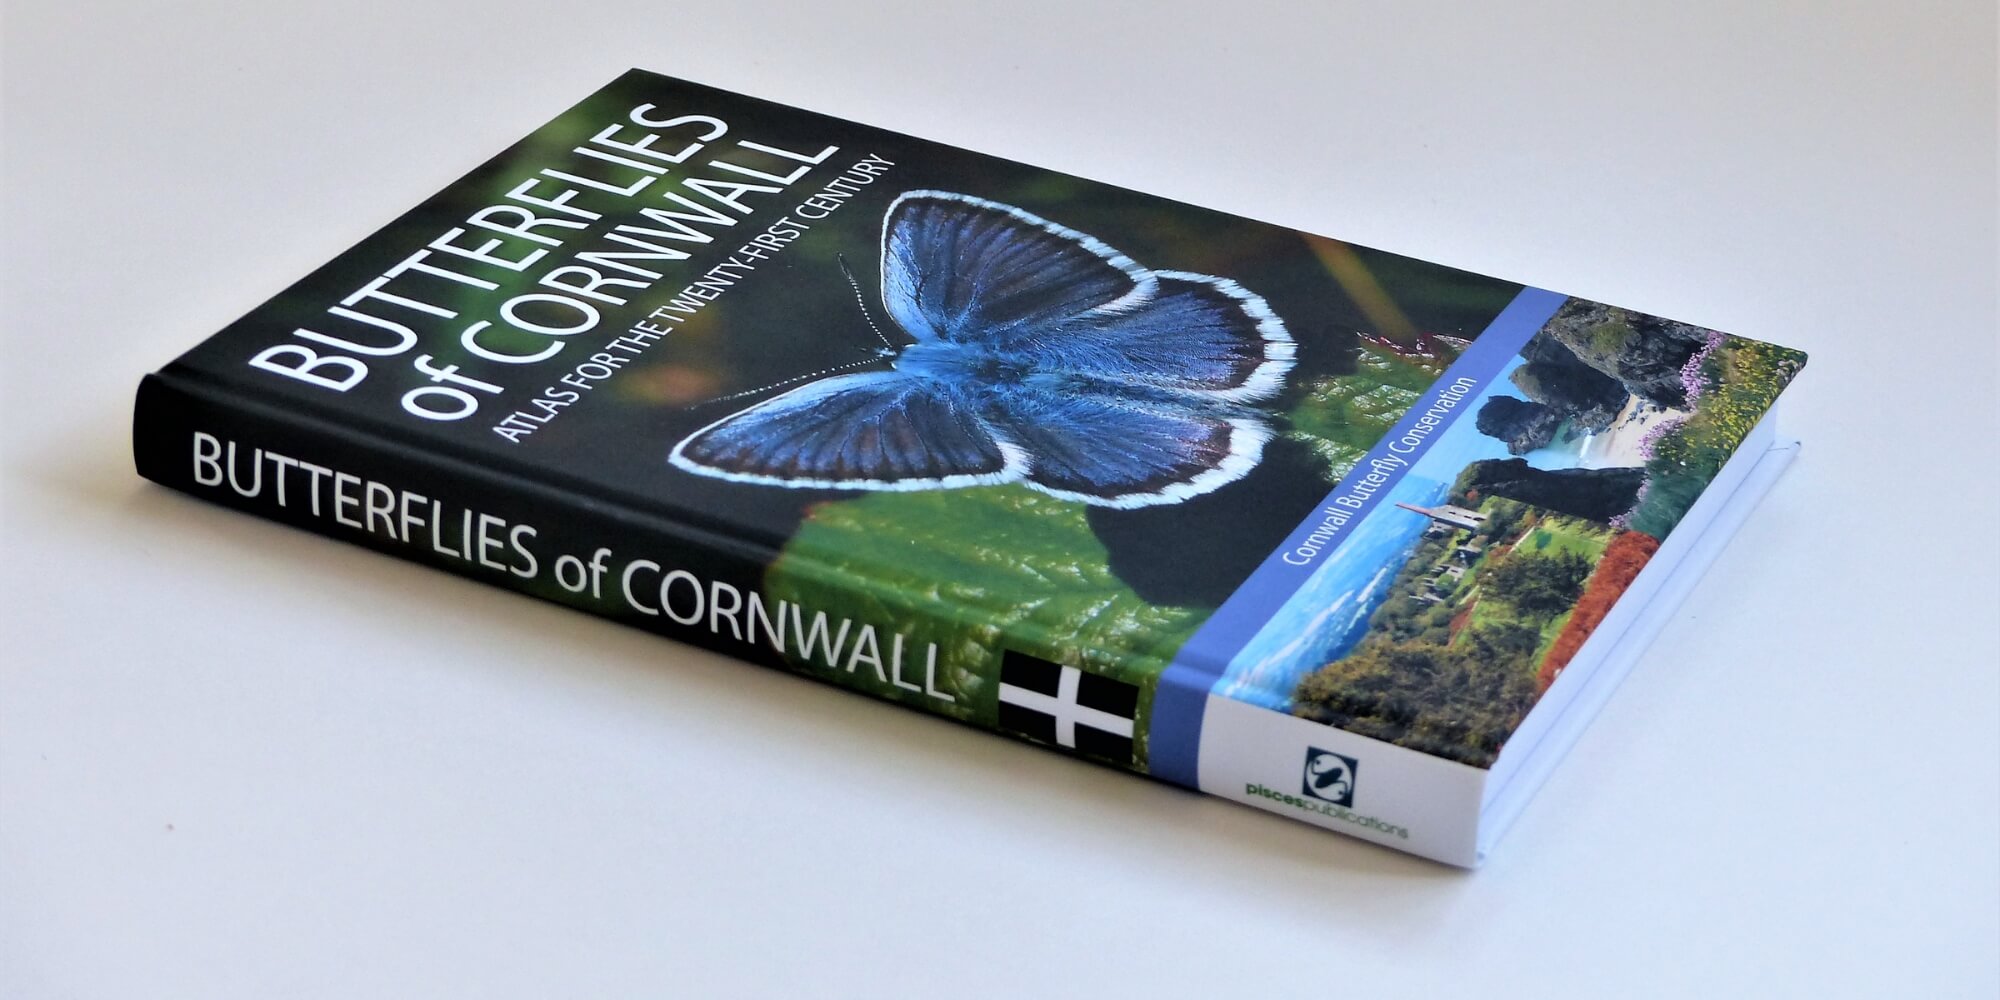 BUTTERFLIES
of CORNWALL
ATLAS FOR THE TWENTY-FIRST CENTURY
Cornwall Butterfly Conservation
BUTTERFLIES of CORNWALL
piscespublications